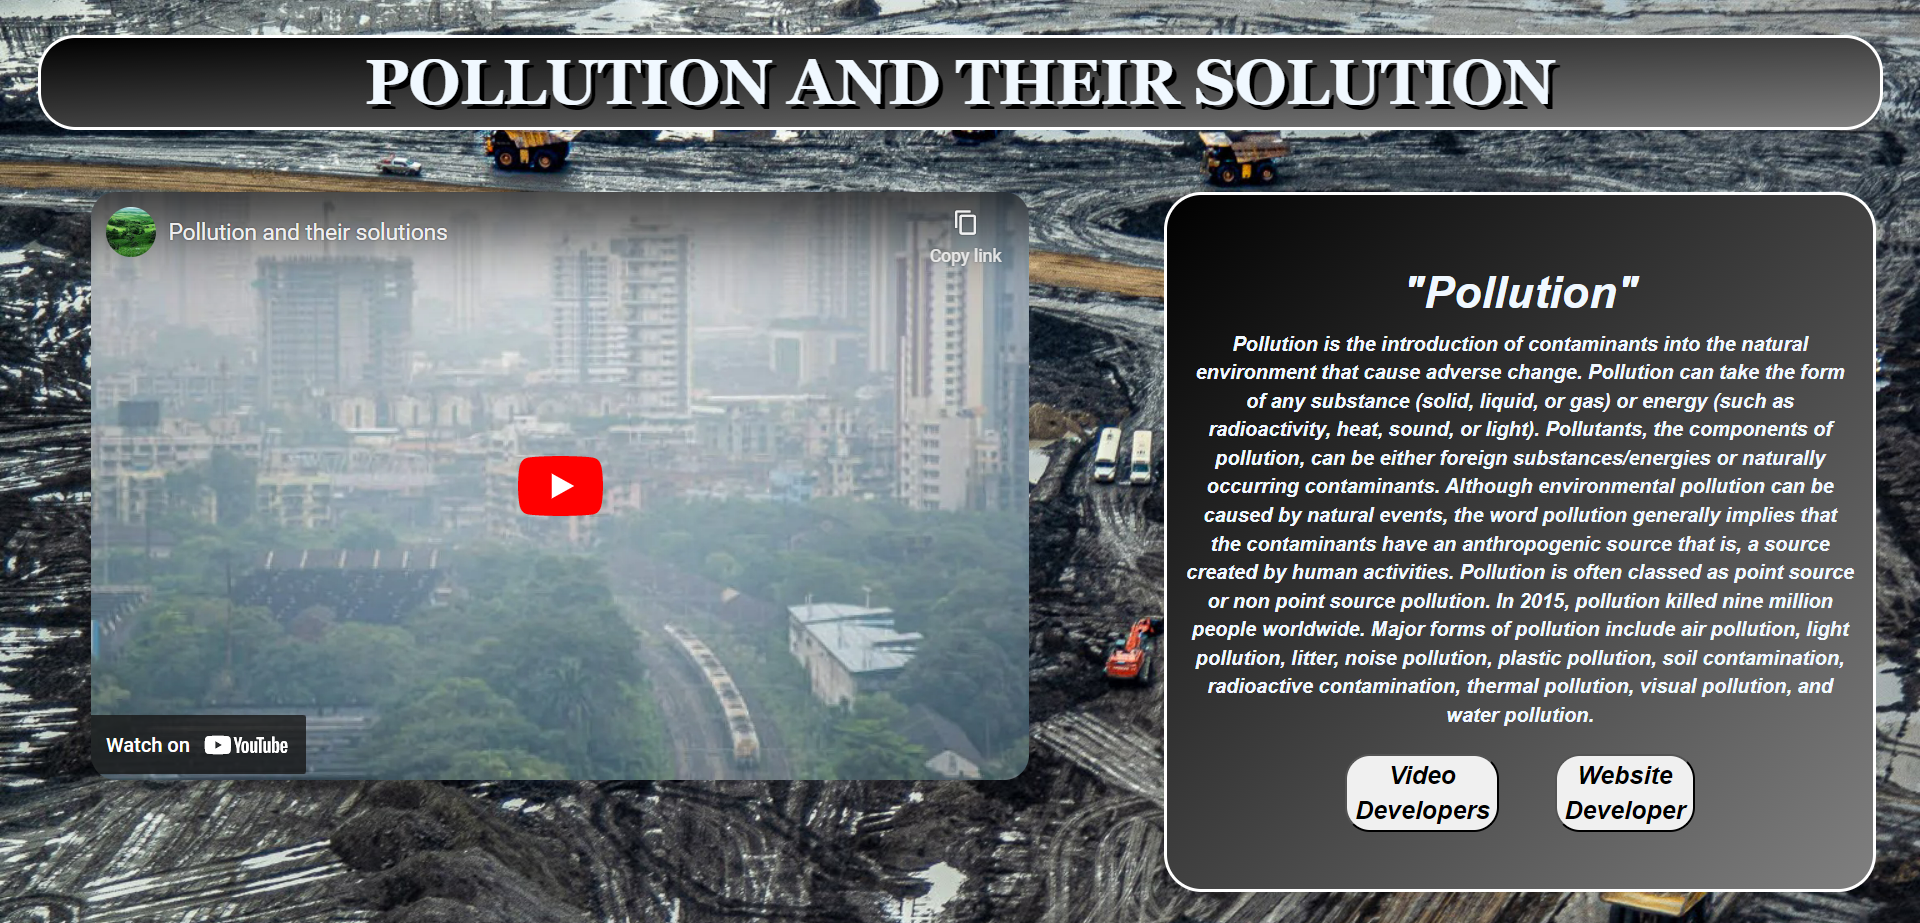 POLLUTION AND THEIR SOLUTION
Pollution and their solutions
Copy link
Watch on YouTube
"Pollution"
Pollution is the introduction of contaminants into the natural
environment that cause adverse change. Pollution can take the form
of any substance (solid, liquid, or gas) or energy (such as
radioactivity, heat, sound, or light). Pollutants, the components of
pollution, can be either foreign substances/energies or naturally
occurring contaminants. Although environmental pollution can be
caused by natural events, the word pollution generally implies that
the contaminants have an anthropogenic source that is, a source
created by human activities. Pollution is often classed as point source
or non point source pollution. In 2015, pollution killed nine million
people worldwide. Major forms of pollution include air pollution, light
pollution, litter, noise pollution, plastic pollution, soil contamination,
radioactive contamination, thermal pollution, visual pollution, and
water pollution.
Video
Developers
Website
Developer